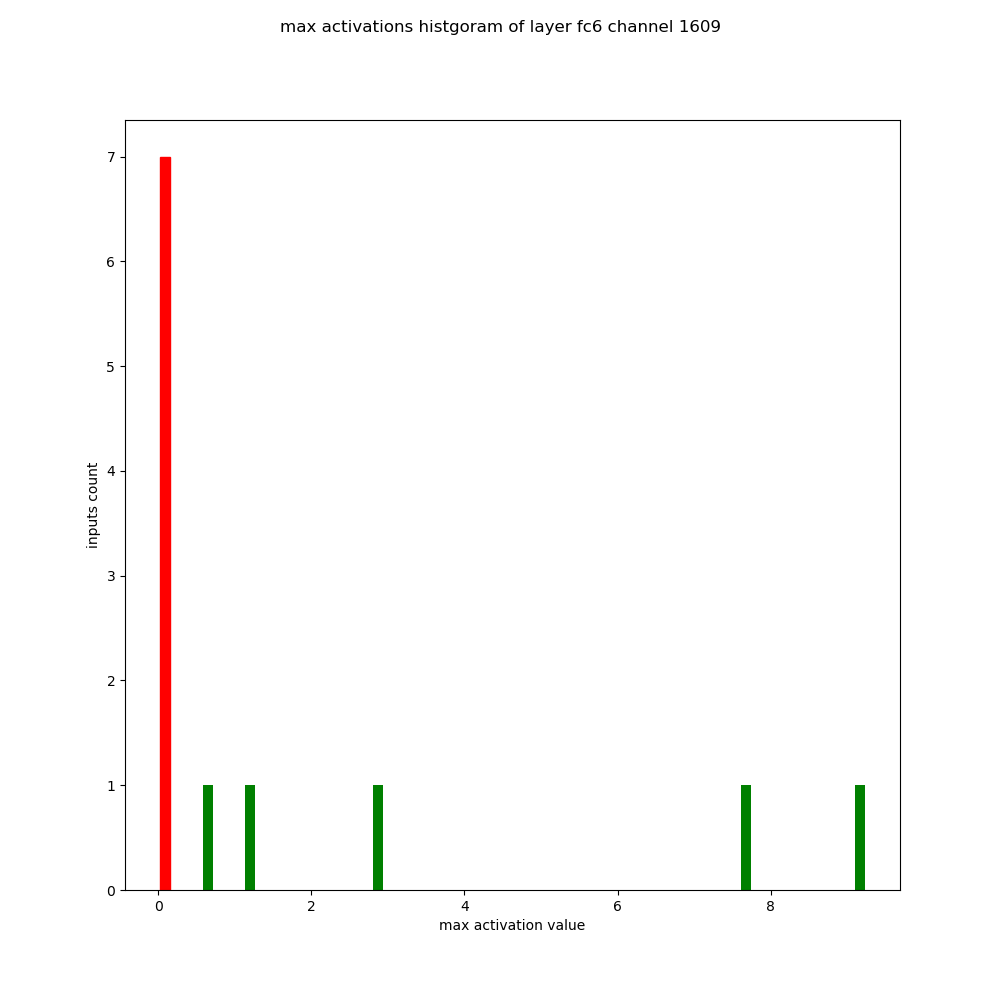 max activations histgoram of layer fc6 channel 1609
7
6
5
4
3
2
1
0
inputs count
0 2 4 6 8
max activation value